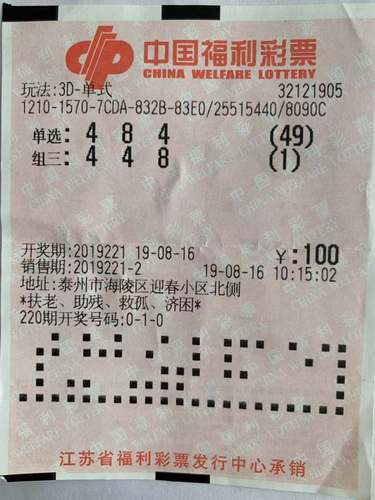 中国福利彩票
CHINA WELFARE LOTTERY
玩法:3D-单式 32121905
1210-1570-7CDA-832B-83E0/25515440/8090C
单选: 4 8 4 (49)
组三: 4 4 8 (1)
开奖期:2019221 19-08-16 ¥:100
销售期:2019221-2 19-08-16 10:15:02
地址:泰州市海陵区迎春小区北侧
*扶老、助残、救孤、济困*
220期开奖号码:0-1-0
江苏省福利彩票发行中心承销